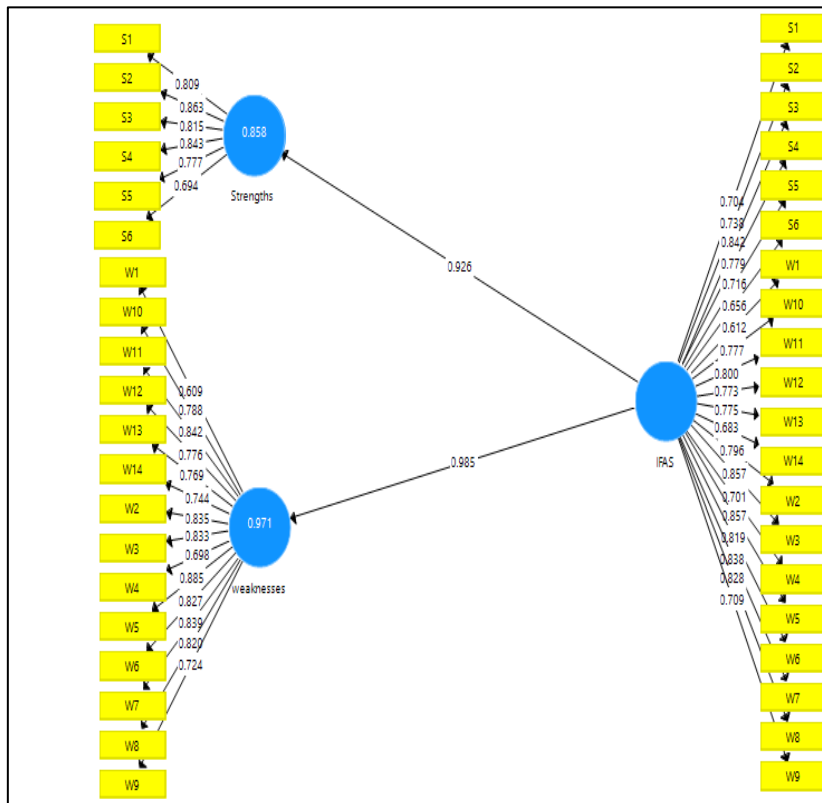 S1
S2
S3
S4
S5
S6
0.809
0.863
0.815
0.843
0.777
0.694
0.858
Strengths
W1
W10
W11
W12
W13
W14
W2
W3
W4
W5
W6
W7
W8
W9
0.609
0.788
0.842
0.776
0.769
0.744
0.835
0.833
0.698
0.885
0.827
0.839
0.820
0.724
0.971
weaknesses
0.926
0.985
IFAS
0.704
0.738
0.842
0.779
0.716
0.656
0.612
0.777
0.800
0.773
0.775
0.683
0.796
0.857
0.701
0.857
0.819
0.838
0.828
0.709
S1
S2
S3
S4
S5
S6
W1
W10
W11
W12
W13
W14
W2
W3
W4
W5
W6
W7
W8
W9